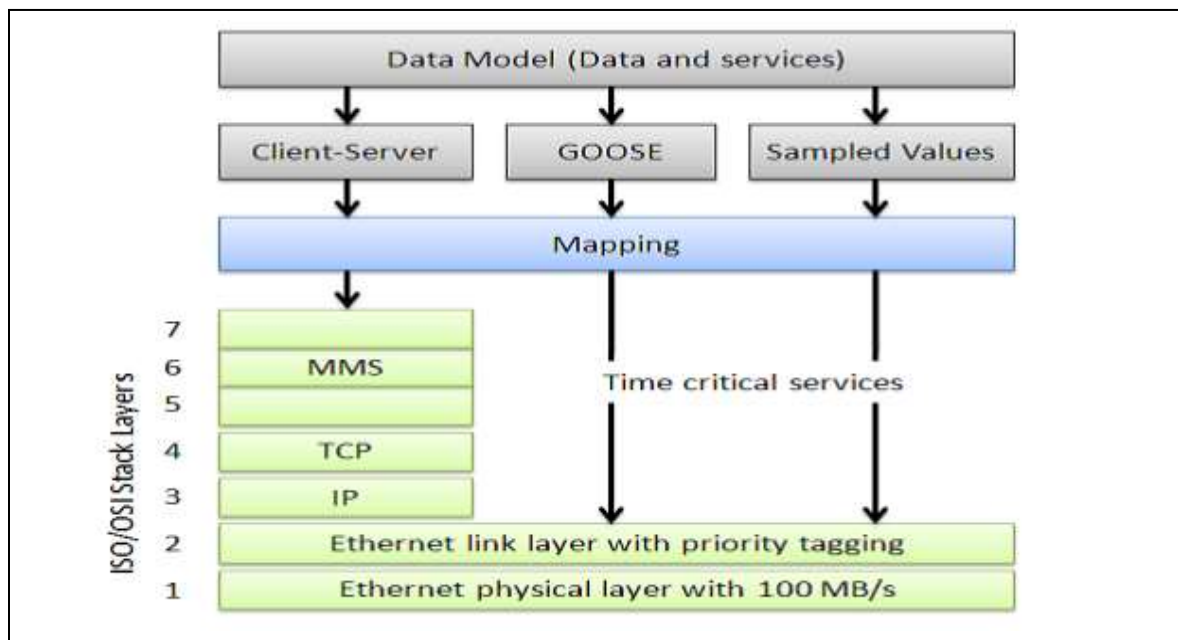 Data Model (Data and services)
Client-Server
GOOSE
Sampled Values
Mapping
ISO/OSI Stack Layers
7
6
MMS
Time critical services
5
4
TCP
3
IP
2
Ethernet link layer with priority tagging
1
Ethernet physical layer with 100 MB/s